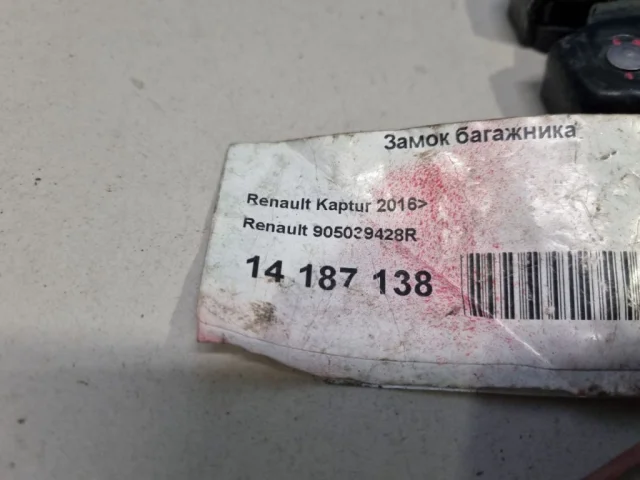 Замок багажника
Renault Kaptur 2016>
Renault 905039428R
14 187 138